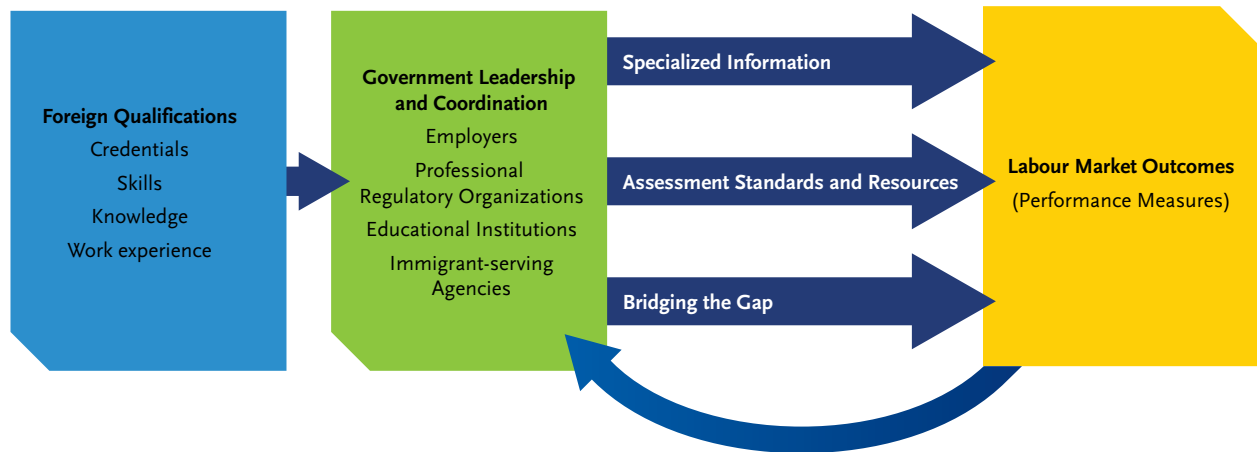 Foreign Qualifications
Credentials
Skills
Knowledge
Work experience
Government Leadership
and Coordination
Employers
Professional
Regulatory Organizations
Educational Institutions
Immigrant-serving
Agencies
Specialized Information
Assessment Standards and Resources
Bridging the Gap
Labour Market Outcomes
(Performance Measures)